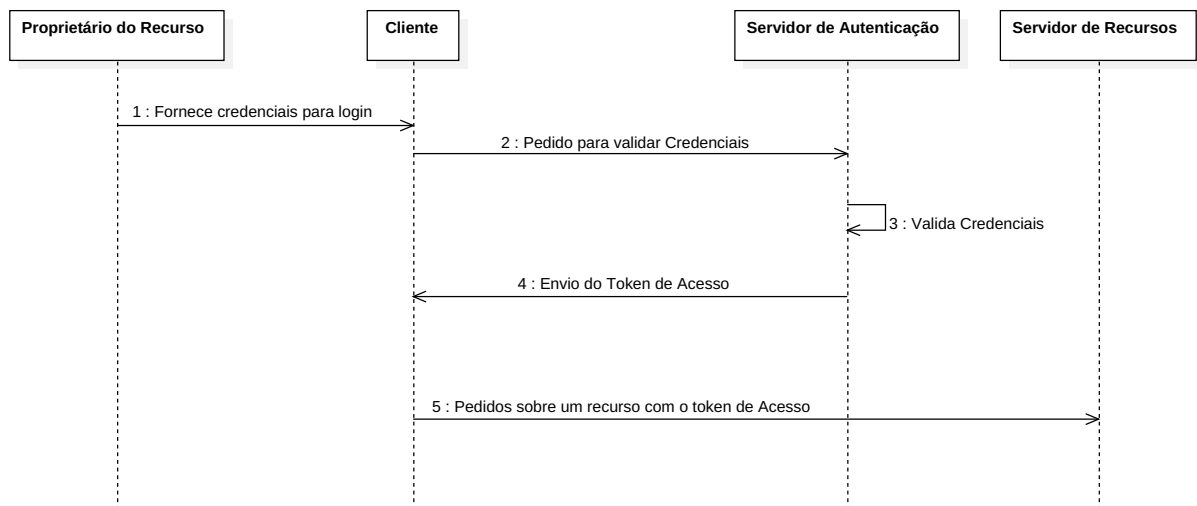 Proprietário do Recurso
Cliente
Servidor de Autenticação
Servidor de Recursos
1 : Fornece credenciais para login
2 : Pedido para validar Credenciais
3 : Valida Credenciais
4 : Envio do Token de Acesso
5 : Pedidos sobre um recurso com o token de Acesso